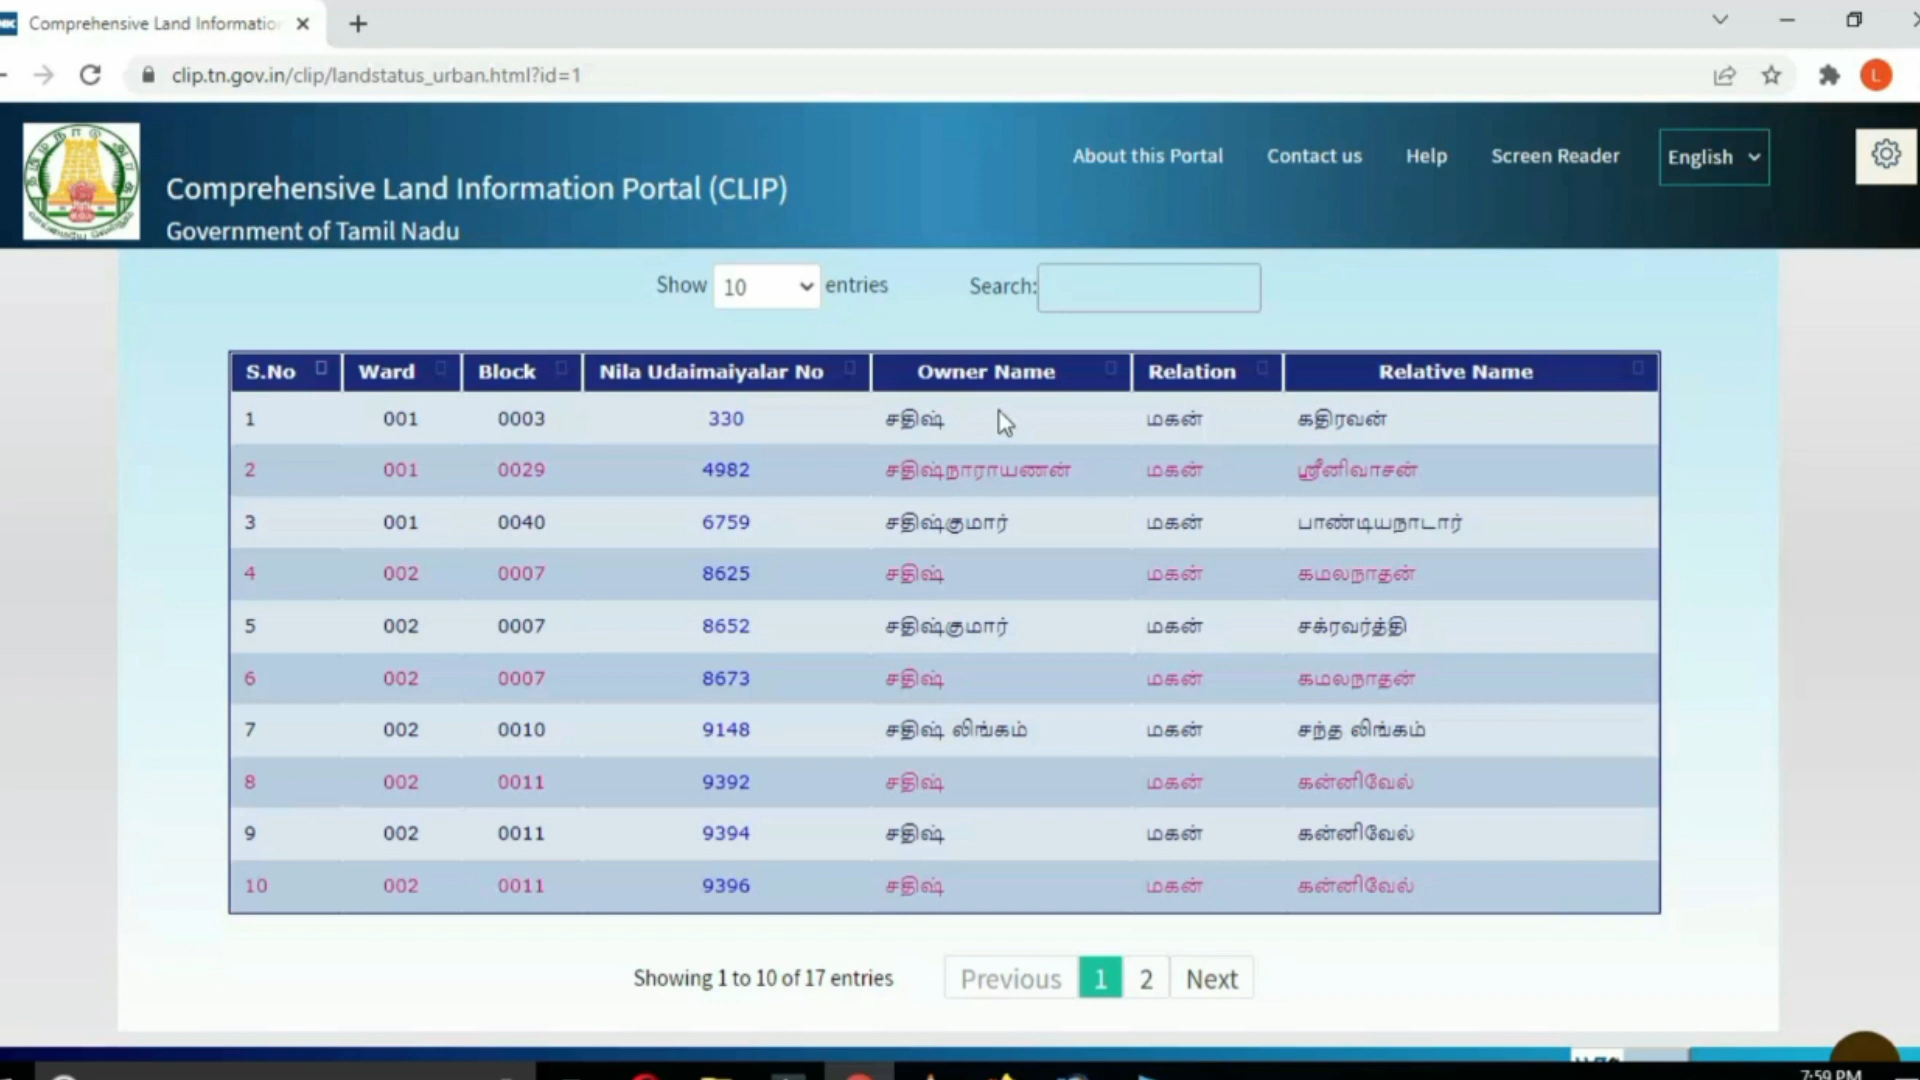 Comprehensive Land Informatio
clip.tn.gov.in/clip/landstatus_urban.html?id=1
L
About this Portal Contact us Help Screen Reader English
Comprehensive Land Information Portal (CLIP)
Government of Tamil Nadu
Show 10 entries Search:
S.No Ward Block Nila Udaimaiyalar No Owner Name Relation Relative Name
1 001 0003 330 சதிஷ் மகன் கதிரவன்
2 001 0029 4982 சதிஷ்நாராயணன் மகன் ஸ்ரீனிவாசன்
3 001 0040 6759 சதிஷ்குமார் மகன் பாண்டியநாடார்
4 002 0007 8625 சதிஷ் மகன் கமலநாதன்
5 002 0007 8652 சதிஷ்குமார் மகன் சக்ரவர்த்தி
6 002 0007 8673 சதிஷ் மகன் கமலநாதன்
7 002 0010 9148 சதிஷ் லிங்கம் மகன் சந்த லிங்கம்
8 002 0011 9392 சதிஷ் மகன் கன்னிவேல்
9 002 0011 9394 சதிஷ் மகன் கன்னிவேல்
10 002 0011 9396 சதிஷ் மகன் கன்னிவேல்
Showing 1 to 10 of 17 entries Previous 1 2 Next
7:59 PM